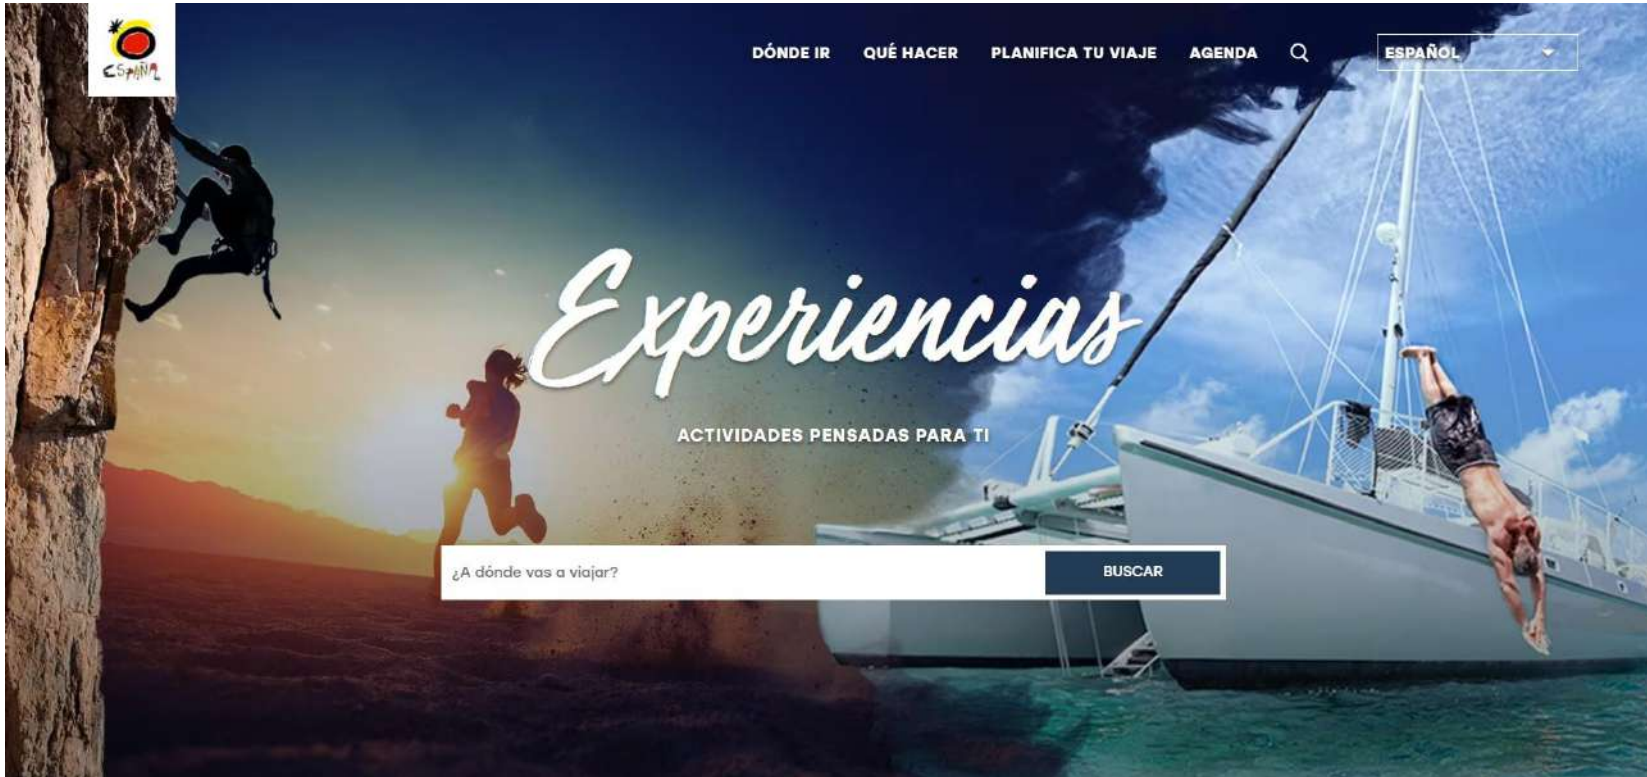 ESPAÑA
DÓNDE IR QUÉ HACER PLANIFICA TU VIAJE AGENDA ESPAÑOL
Experiencias
ACTIVIDADES PENSADAS PARA TI
¿A dónde vas a viajar? BUSCAR